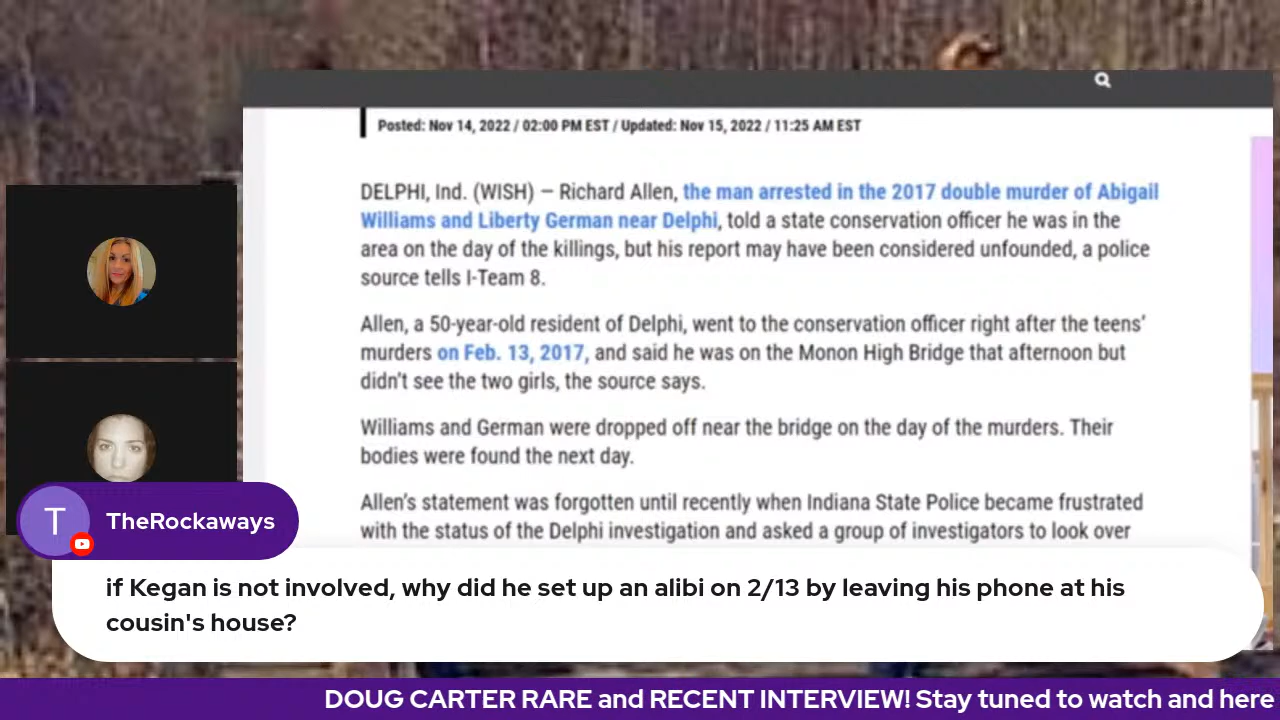 Posted: Nov 14, 2022 / 02:00 PM EST / Updated: Nov 15, 2022 / 11:25 AM EST
DELPHI, Ind. (WISH) — Richard Allen, the man arrested in the 2017 double murder of Abigail
Williams and Liberty German near Delphi, told a state conservation officer he was in the
area on the day of the killings, but his report may have been considered unfounded, a police
source tells I-Team 8.
Allen, a 50-year-old resident of Delphi, went to the conservation officer right after the teens’
murders on Feb. 13, 2017, and said he was on the Monon High Bridge that afternoon but
didn’t see the two girls, the source says.
Williams and German were dropped off near the bridge on the day of the murders. Their
bodies were found the next day.
Allen’s statement was forgotten until recently when Indiana State Police became frustrated
with the status of the Delphi investigation and asked a group of investigators to look over
T
TheRockaways
if Kegan is not involved, why did he set up an alibi on 2/13 by leaving his phone at his
cousin's house?
DOUG CARTER RARE and RECENT INTERVIEW! Stay tuned to watch and here